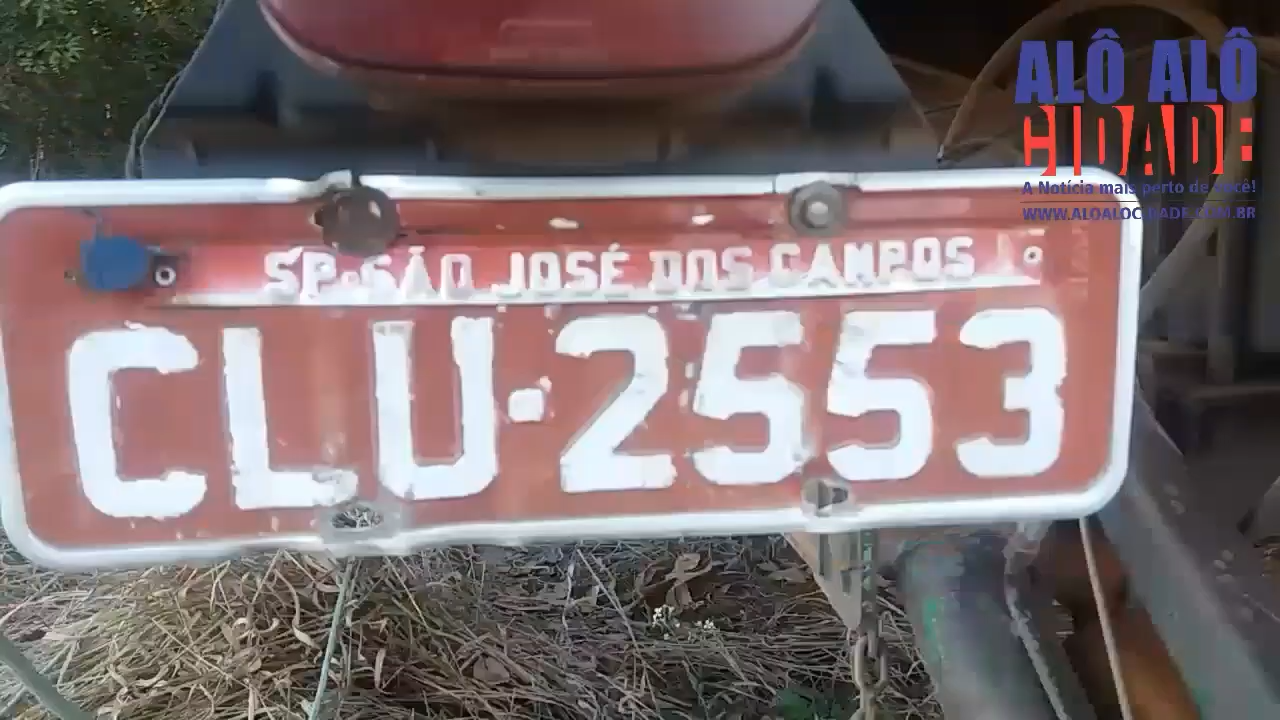 ALÔ ALÔ
CIDADE
A Notícia mais perto de você!
WWW.ALOALOCIDADE.COM.BR
SP-SÃO JOSÉ DOS CAMPOS
CLU-2553